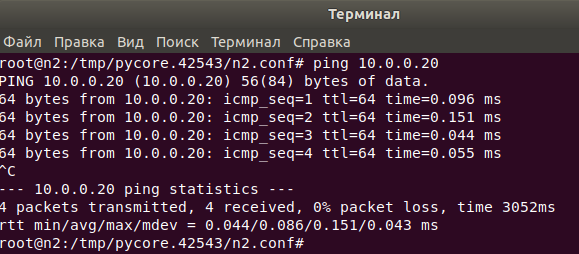 Терминал
Файл Правка Вид Поиск Терминал Справка
root@n2:/tmp/pycore.42543/n2.conf# ping 10.0.0.20
PING 10.0.0.20 (10.0.0.20) 56(84) bytes of data.
64 bytes from 10.0.0.20: icmp_seq=1 ttl=64 time=0.096 ms
64 bytes from 10.0.0.20: icmp_seq=2 ttl=64 time=0.151 ms
64 bytes from 10.0.0.20: icmp_seq=3 ttl=64 time=0.044 ms
64 bytes from 10.0.0.20: icmp_seq=4 ttl=64 time=0.055 ms
^C
--- 10.0.0.20 ping statistics ---
4 packets transmitted, 4 received, 0% packet loss, time 3052ms
rtt min/avg/max/mdev = 0.044/0.086/0.151/0.043 ms
root@n2:/tmp/pycore.42543/n2.conf#